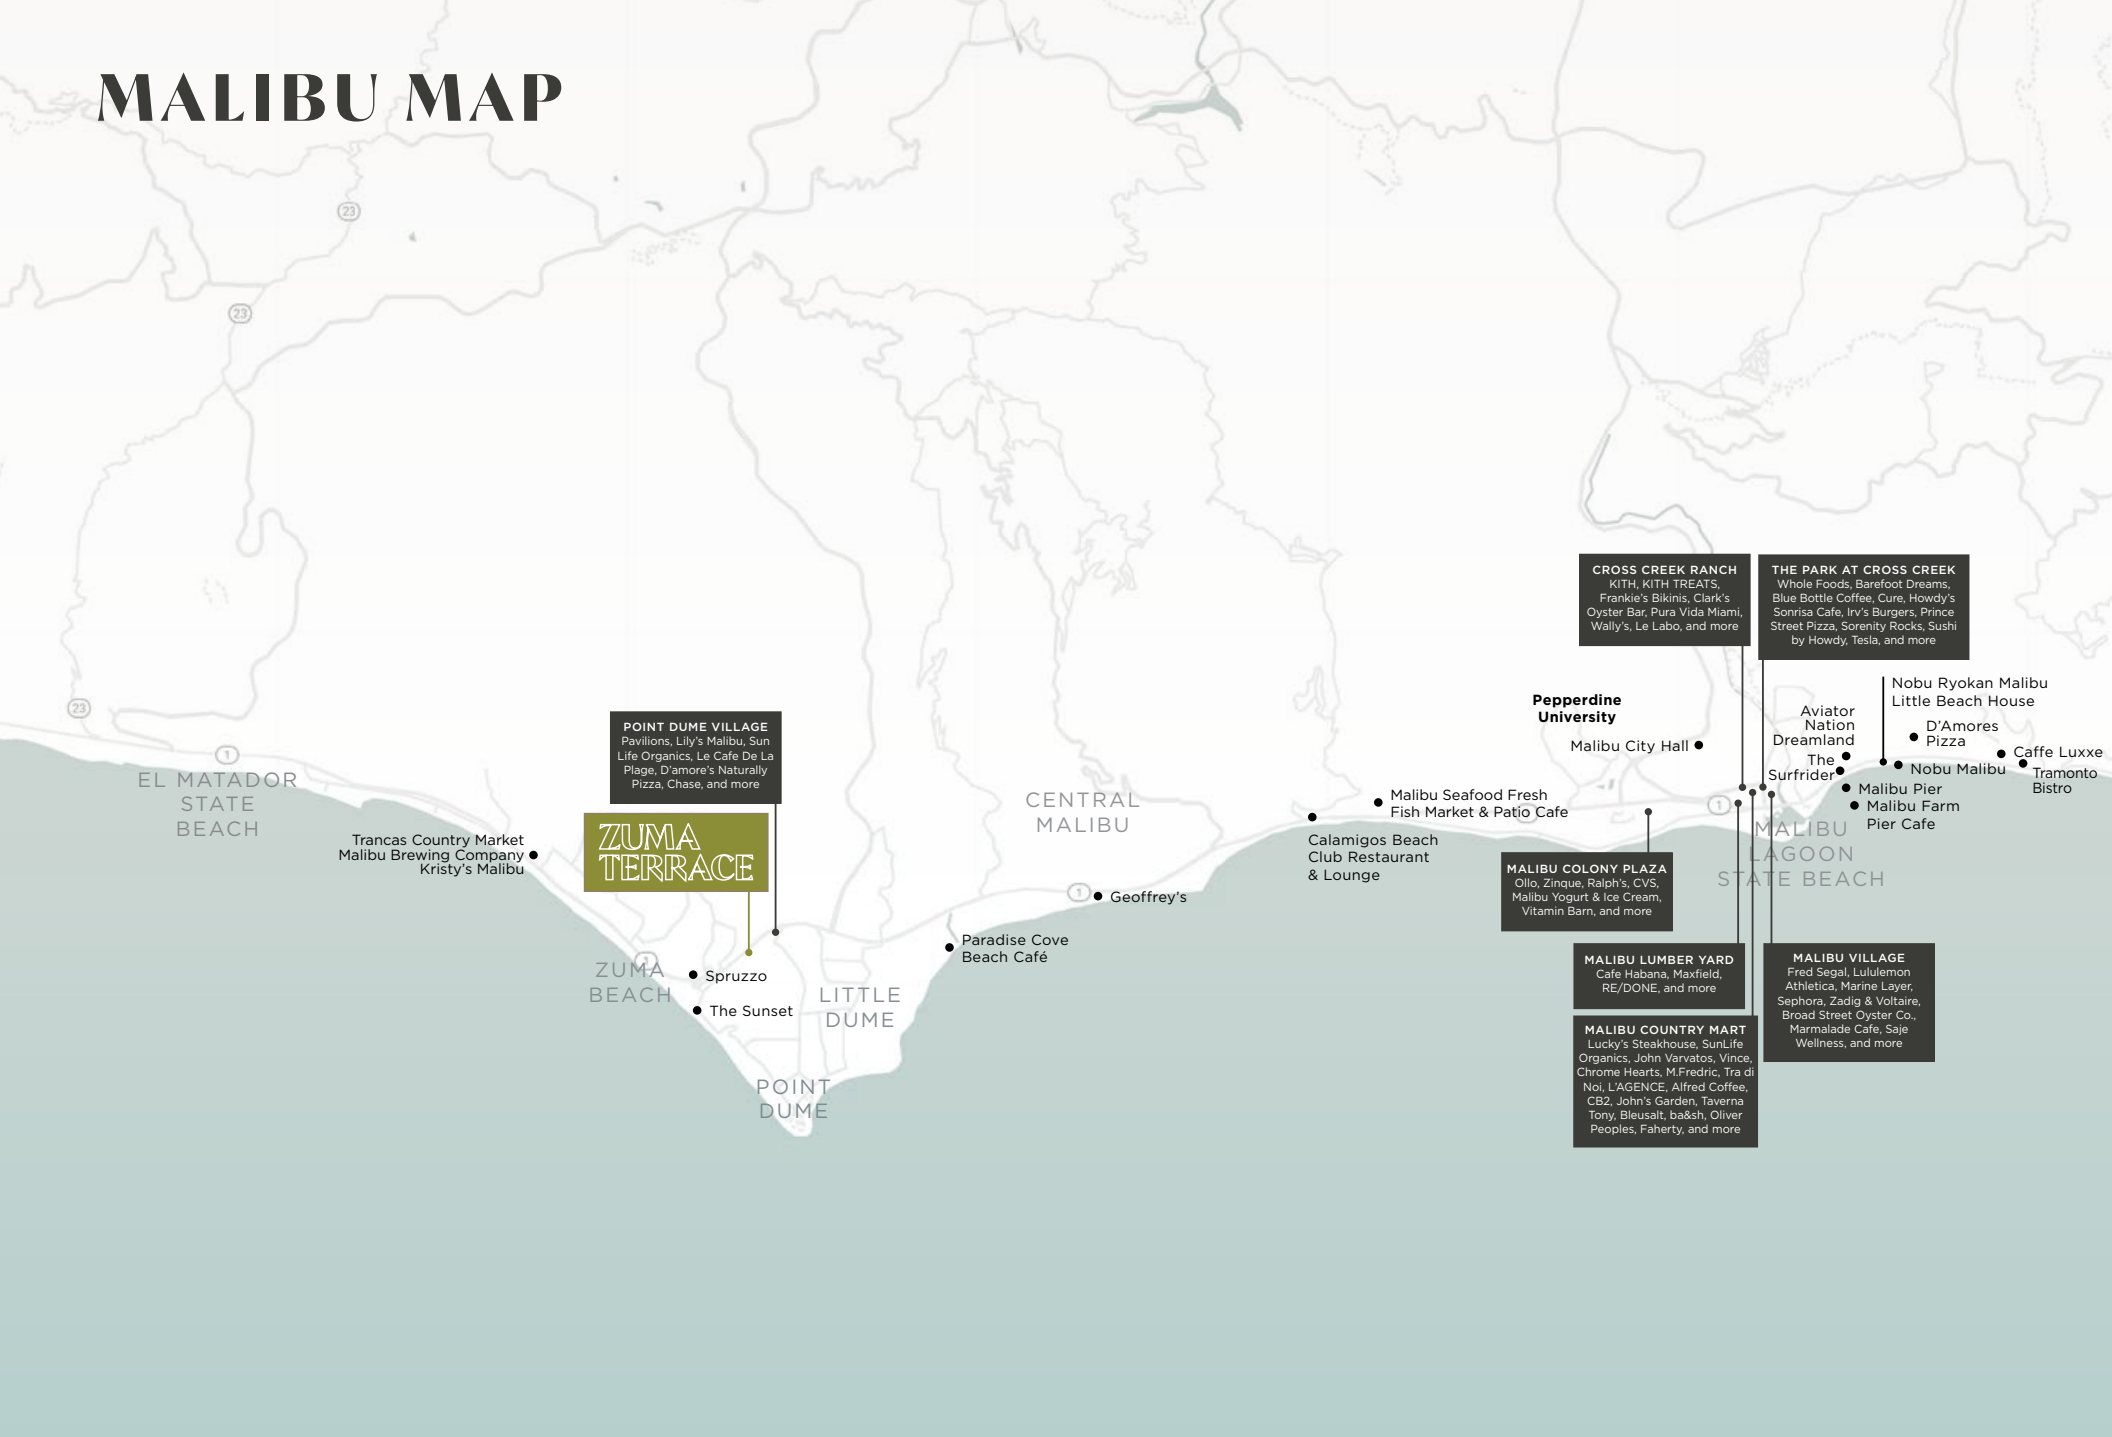 MALIBU MAP
23
23
23
1
EL MATADOR
STATE
BEACH
Trancas Country Market
Malibu Brewing Company
Kristy's Malibu
POINT DUME VILLAGE
Pavilions, Lily's Malibu, Sun
Life Organics, Le Cafe De La
Plage, D'amore's Naturally
Pizza, Chase, and more
ZUMA
TERRACE
1
ZUMA
BEACH
Spruzzo
The Sunset
LITTLE
DUME
POINT
DUME
Paradise Cove
Beach Café
1
Geoffrey's
CENTRAL
MALIBU
Calamigos Beach
Club Restaurant
& Lounge
Malibu Seafood Fresh
Fish Market & Patio Cafe
1
Pepperdine
University
Malibu City Hall
CROSS CREEK RANCH
KITH, KITH TREATS,
Frankie's Bikinis, Clark's
Oyster Bar, Pura Vida Miami,
Wally's, Le Labo, and more
THE PARK AT CROSS CREEK
Whole Foods, Barefoot Dreams,
Blue Bottle Coffee, Cure, Howdy's
Sonrisa Cafe, Irv's Burgers, Prince
Street Pizza, Sorenity Rocks, Sushi
by Howdy, Tesla, and more
Nobu Ryokan Malibu
Little Beach House
Aviator
Nation
Dreamland
The
Surfrider
D'Amores
Pizza
Caffe Luxxe
Nobu Malibu
Tramonto
Bistro
Malibu Pier
Malibu Farm
Pier Cafe
1
MALIBU
LAGOON
STATE BEACH
MALIBU COLONY PLAZA
Ollo, Zinque, Ralph's, CVS,
Malibu Yogurt & Ice Cream,
Vitamin Barn, and more
MALIBU LUMBER YARD
Cafe Habana, Maxfield,
RE/DONE, and more
MALIBU VILLAGE
Fred Segal, Lululemon
Athletica, Marine Layer,
Sephora, Zadig & Voltaire,
Broad Street Oyster Co.,
Marmalade Cafe, Saje
Wellness, and more
MALIBU COUNTRY MART
Lucky's Steakhouse, SunLife
Organics, John Varvatos, Vince,
Chrome Hearts, M.Fredric, Tra di
Noi, L'AGENCE, Alfred Coffee,
CB2, John's Garden, Taverna
Tony, Bleusalt, ba&sh, Oliver
Peoples, Faherty, and more